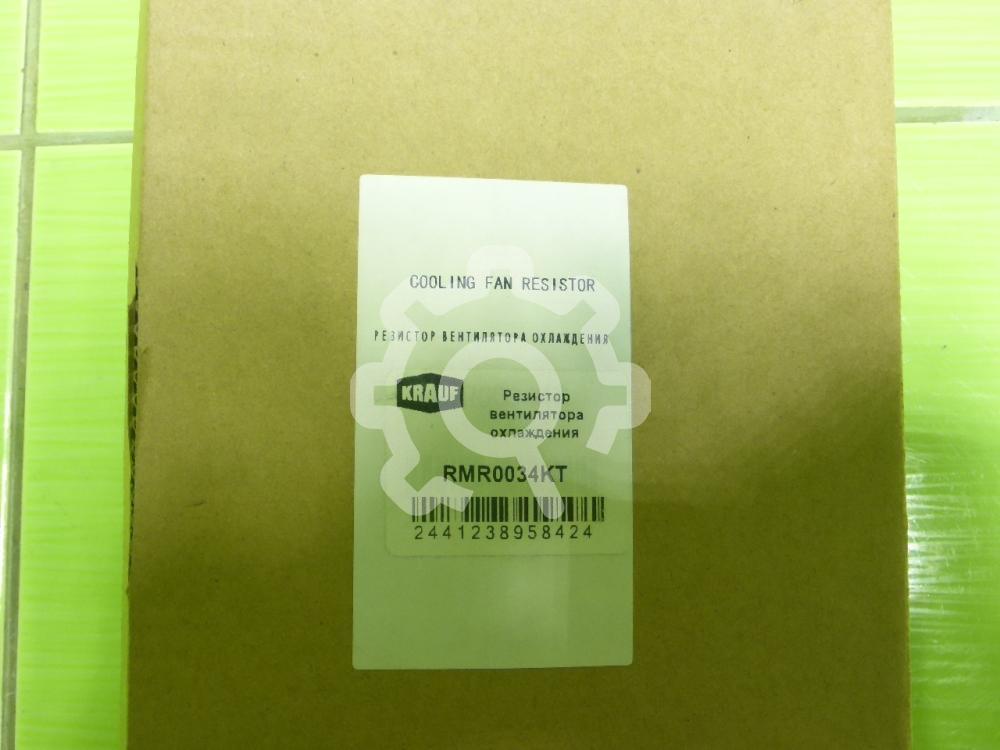 COOLING FAN RESISTOR
РЕЗИСТОР ВЕНТИЛЯТОРА ОХЛАЖДЕНИЯ
KRAUF
Резистор
вентилятора
охлаждения
RMR0034KT
2441238958424